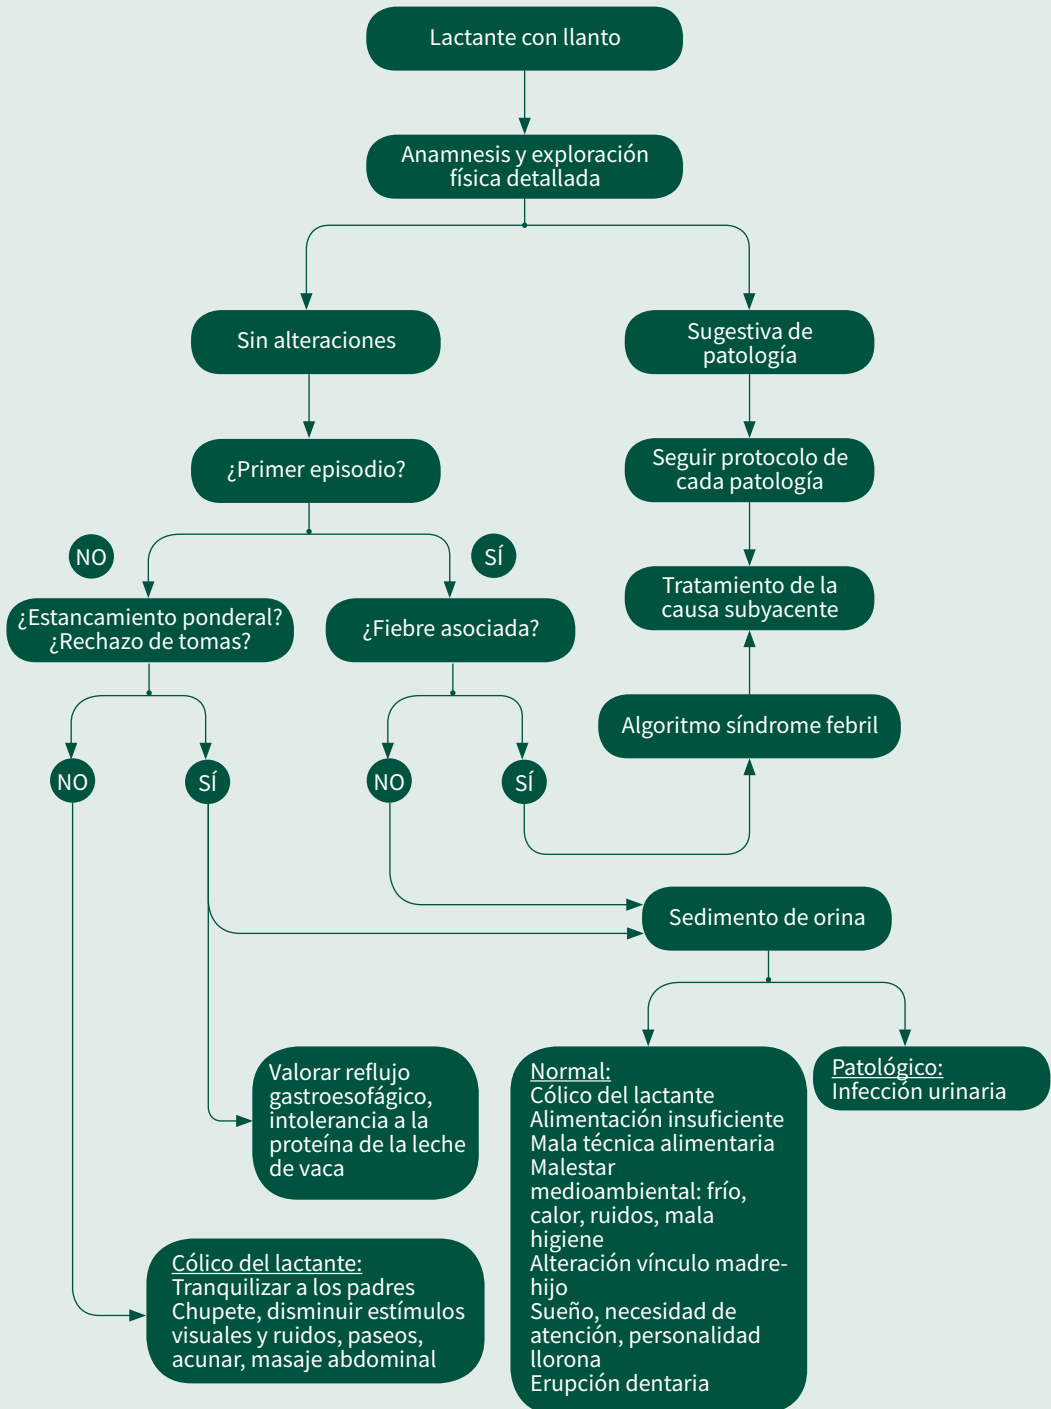 Lactante con llanto
Anamnesis y exploración
física detallada
Sin alteraciones
Sugestiva de
patología
¿Primer episodio?
Seguir protocolo de
cada patología
NO
SÍ
¿Estancamiento ponderal?
¿Rechazo de tomas?
¿Fiebre asociada?
Tratamiento de la
causa subyacente
Algoritmo síndrome febril
NO
SÍ
NO
SÍ
Sedimento de orina
Valorar reflujo
gastroesofágico,
intolerancia a la
proteína de la leche
de vaca
Normal:
Cólico del lactante
Alimentación insuficiente
Mala técnica alimentaria
Malestar
medioambiental: frío,
calor, ruidos, mala
higiene
Alteración vínculo madre-
hijo
Sueño, necesidad de
atención, personalidad
llorona
Erupción dentaria
Patológico:
Infección urinaria
Cólico del lactante:
Tranquilizar a los padres
Chupete, disminuir estímulos
visuales y ruidos, paseos,
acunar, masaje abdominal